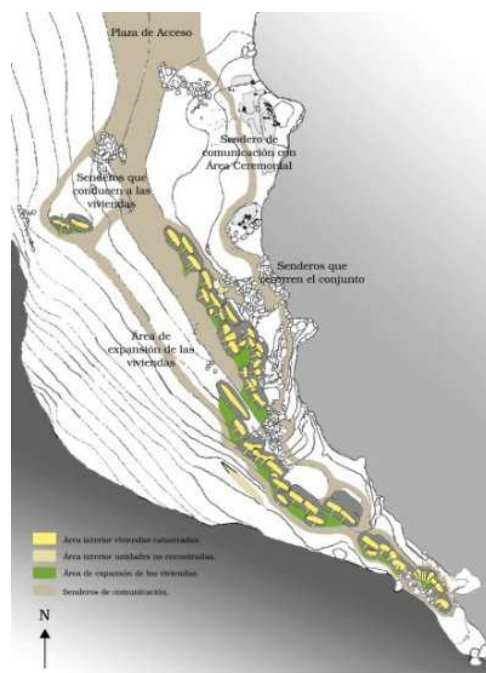 Plaza de Acceso
Sendero de
comunicación con
Área Ceremonial
Senderos que
conducen a las
viviendas
Senderos que
recorren el conjunto
Área de
expansión de las
viviendas
Área interior viviendas catastradas.
Área interior unidades no encontradas.
Área de expansión de las viviendas.
Senderos de comunicación.
N